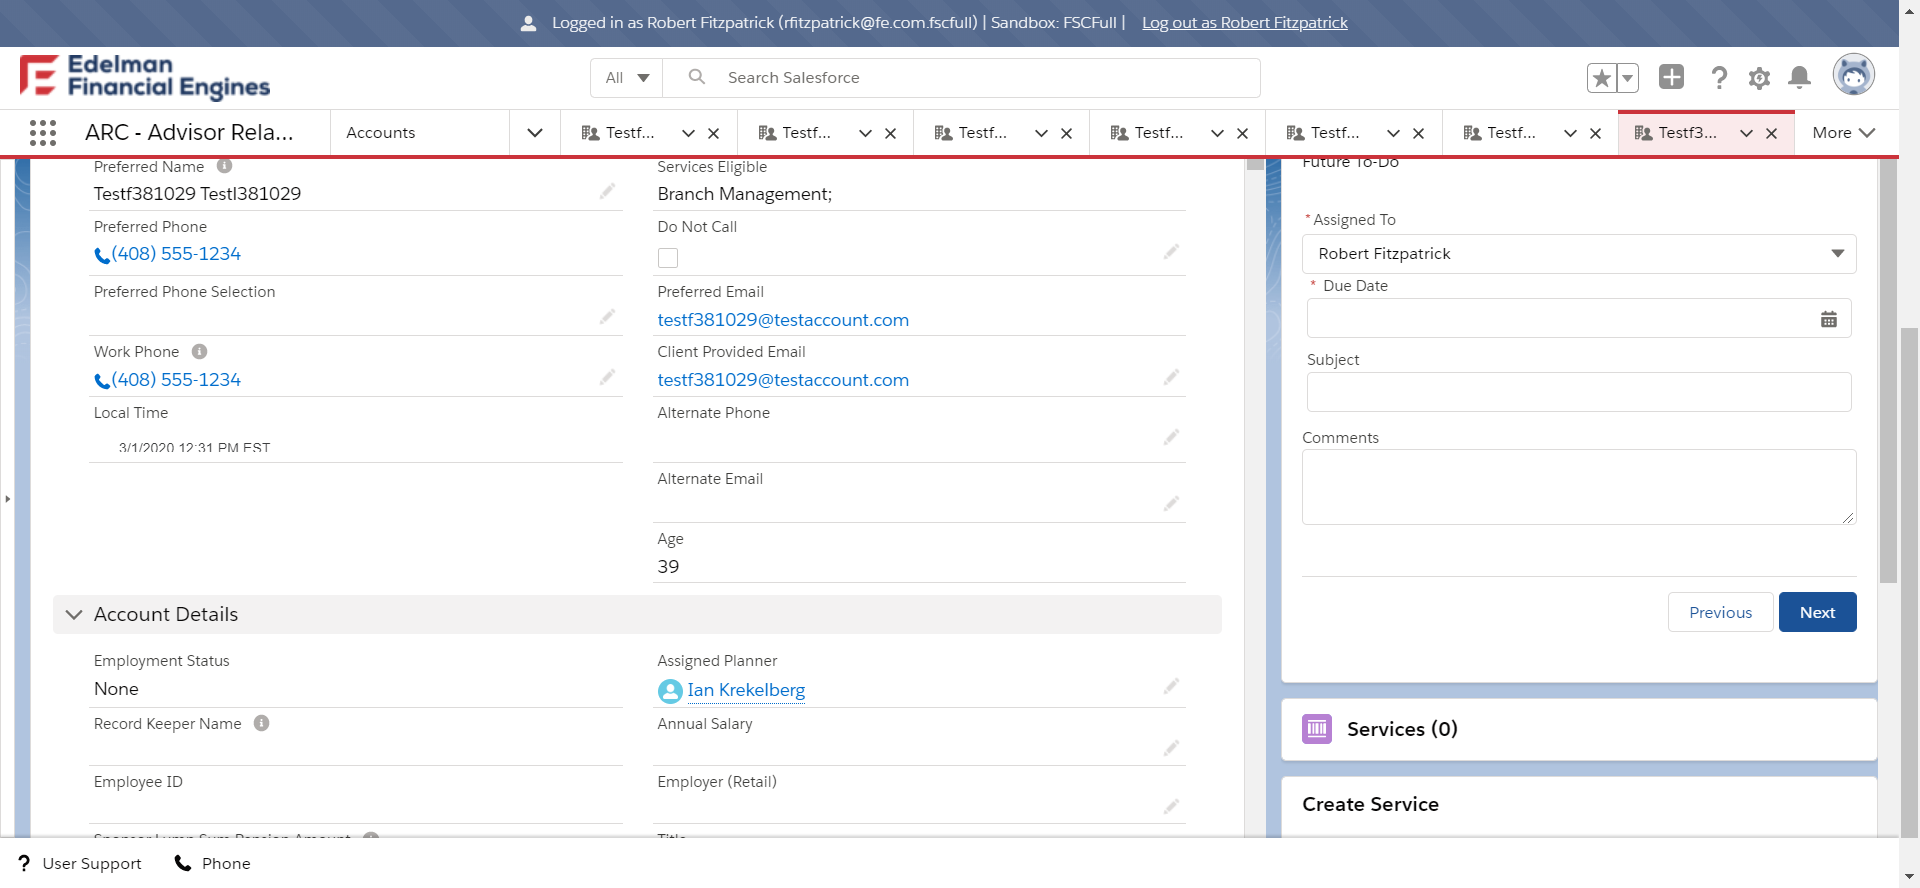 Logged in as Robert Fitzpatrick (rfitzpatrick@fe.com.fscfull) | Sandbox: FSCFull | Log out as Robert Fitzpatrick
Edelman
Financial Engines
All
Search Salesforce
ARC - Advisor Rela...
Accounts
Testf...
Testf...
Testf...
Testf...
Testf...
Testf...
Testf3...
More
Preferred Name
Testf381029 Testl381029
Services Eligible
Branch Management;
Preferred Phone
(408) 555-1234
Do Not Call
Preferred Phone Selection
Preferred Email
testf381029@testaccount.com
Work Phone
(408) 555-1234
Client Provided Email
testf381029@testaccount.com
Local Time
3/1/2020 12:31 PM EST
Alternate Phone
Alternate Email
Age
39
Account Details
Employment Status
None
Assigned Planner
Ian Krekelberg
Record Keeper Name
Annual Salary
Employee ID
Employer (Retail)
Sponsor Lump Sum Pension Amount
Title
Future To-Do
*Assigned To
Robert Fitzpatrick
* Due Date
Subject
Comments
Previous
Next
Services (0)
Create Service
? User Support
Phone